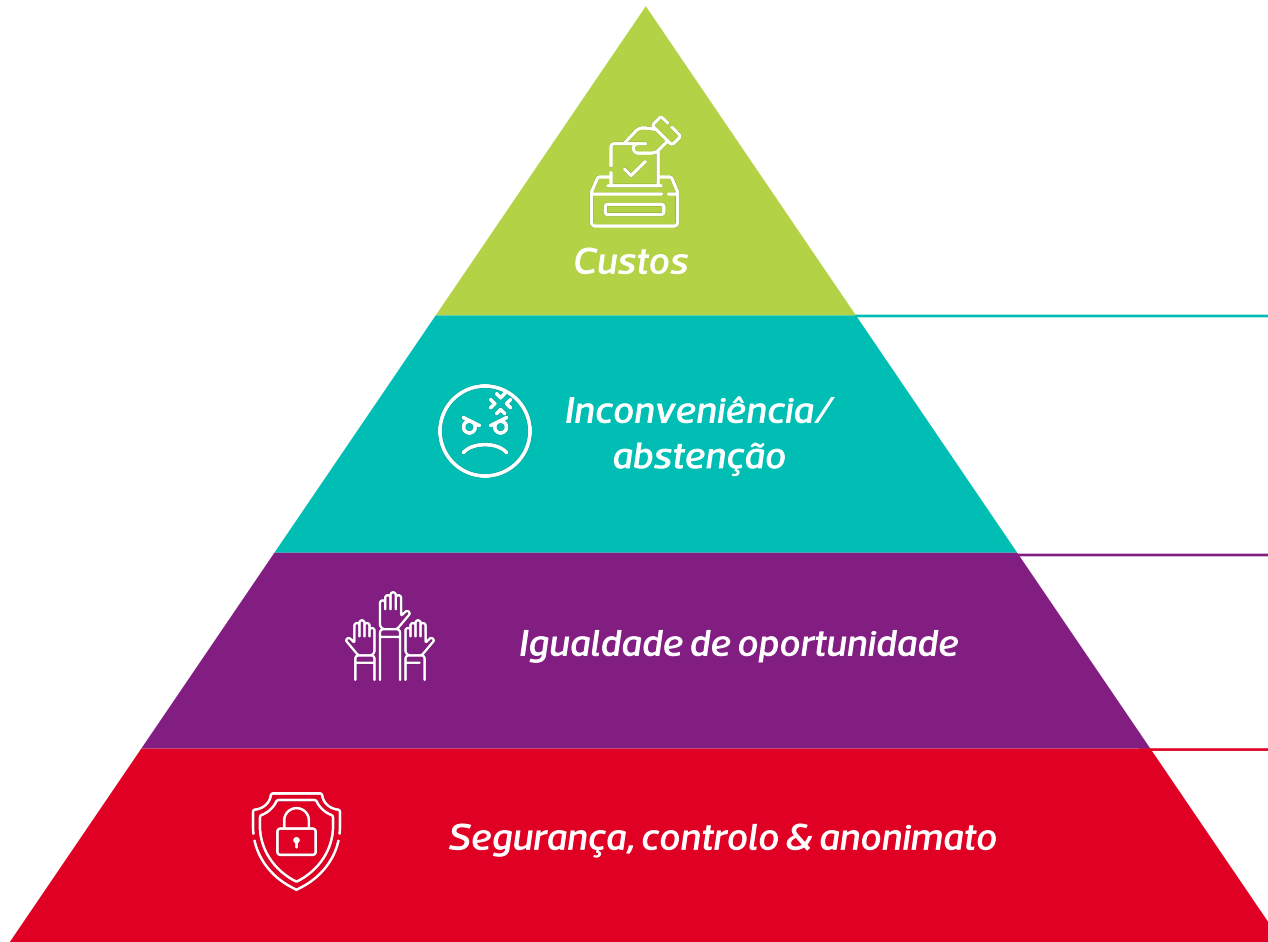 Custos
Inconveniência/
abstenção
Igualdade de oportunidade
Segurança, controlo & anonimato